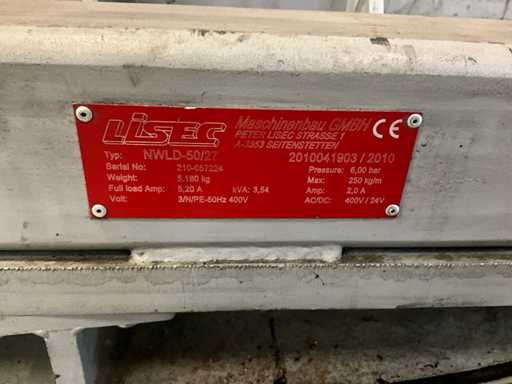 LiSEC
Maschinenbau GMBH CE
PETER LISEC STRASSE 1
A-3353 SEITENSTETTEN
Typ: NWLD-50/27 2010041903 / 2010
Serial No: 210-057224 Pressure: 6,00 bar
Weight: 5.160 kg Max: 250 kg/m
Full load Amp: 5,20 A kVA: 3,54 Amp: 2,0 A
Volt: 3/N/PE-50Hz 400V AC/DC: 400V / 24V